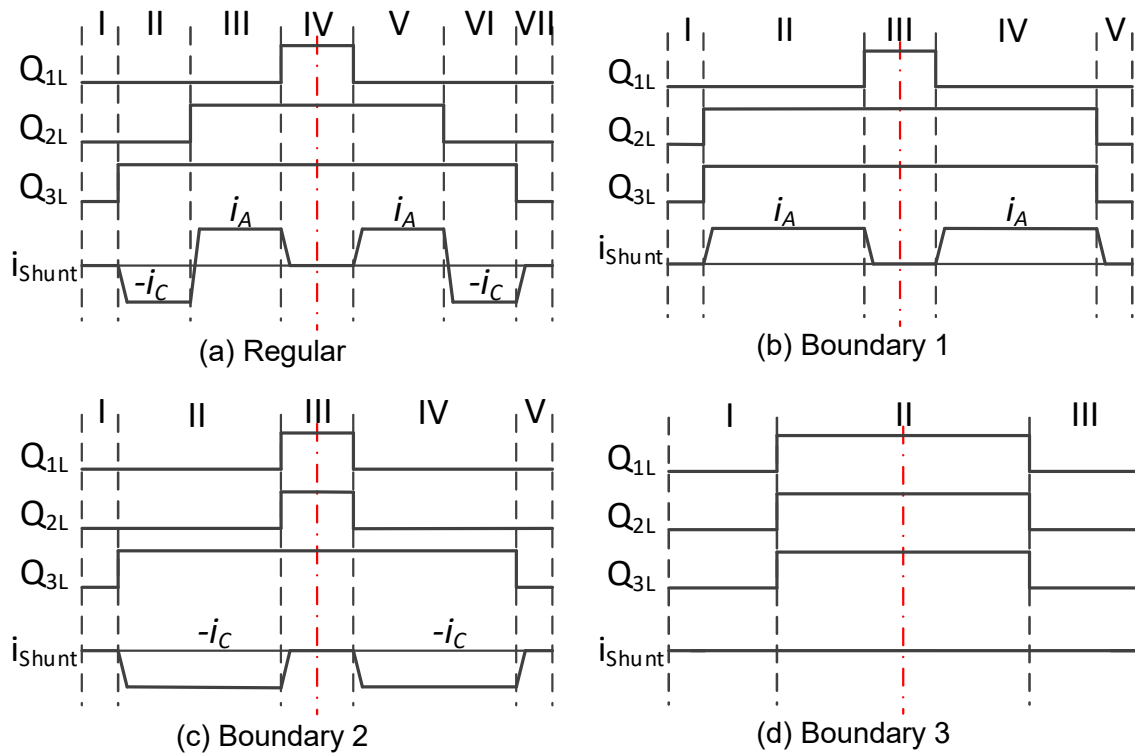 I II III IV V VI VII
Q1L
Q2L
Q3L
iA iA
iShunt
-iC -iC
(a) Regular
I II III IV V
Q1L
Q2L
Q3L
iA iA
iShunt
(b) Boundary 1
I II III IV V
Q1L
Q2L
Q3L
-iC -iC
iShunt
(c) Boundary 2
I II III
Q1L
Q2L
Q3L
iShunt
(d) Boundary 3